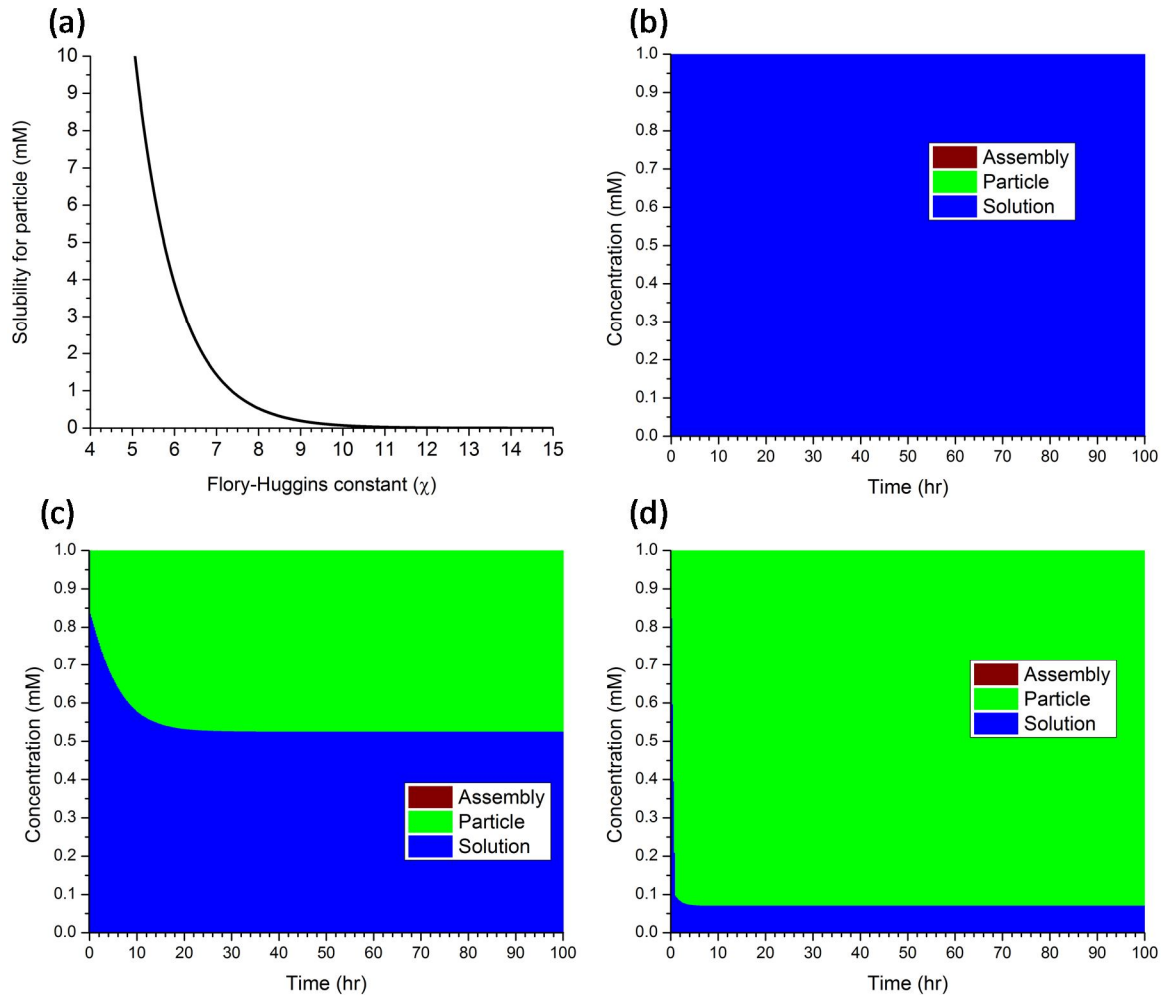 (a)
10
9
8
7
6
5
4
3
2
1
0
4 5 6 7 8 9 10 11 12 13 14 15
Solubility for particle (mM)
Flory-Huggins constant (χ)
(b)
1.0
0.9
0.8
0.7
0.6
0.5
0.4
0.3
0.2
0.1
0.0
0 10 20 30 40 50 60 70 80 90 100
Concentration (mM)
Time (hr)
Assembly
Particle
Solution
(c)
1.0
0.9
0.8
0.7
0.6
0.5
0.4
0.3
0.2
0.1
0.0
0 10 20 30 40 50 60 70 80 90 100
Concentration (mM)
Time (hr)
Assembly
Particle
Solution
(d)
1.0
0.9
0.8
0.7
0.6
0.5
0.4
0.3
0.2
0.1
0.0
0 10 20 30 40 50 60 70 80 90 100
Concentration (mM)
Time (hr)
Assembly
Particle
Solution